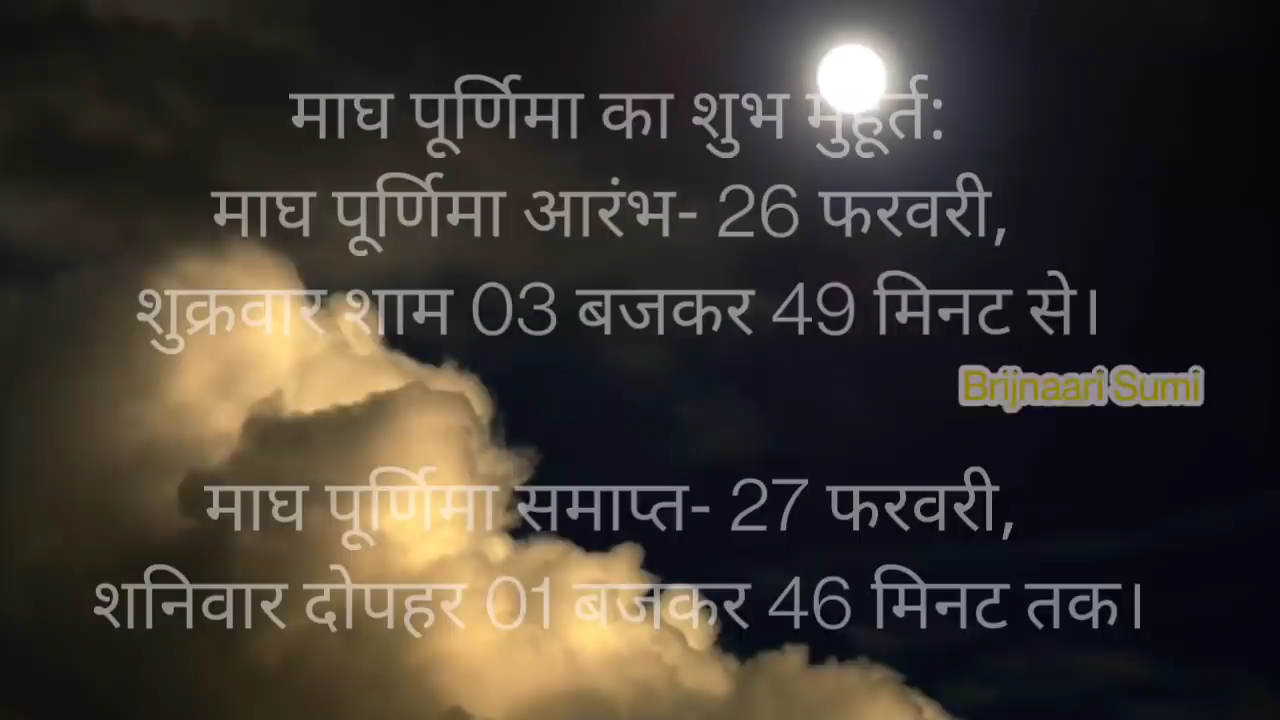 माघ पूर्णिमा का शुभ मुहूर्त:
माघ पूर्णिमा आरंभ- 26 फरवरी,
शुक्रवार शाम 03 बजकर 49 मिनट से।
Brijnaari Sumi
माघ पूर्णिमा समाप्त- 27 फरवरी,
शनिवार दोपहर 01 बजकर 46 मिनट तक।